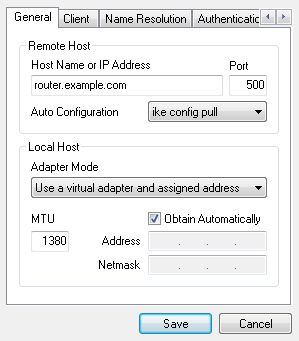 General Client Name Resolution Authenticatic
Remote Host
Host Name or IP Address Port
router.example.com 500
Auto Configuration ike config pull
Local Host
Adapter Mode
Use a virtual adapter and assigned address
MTU Obtain Automatically
1380 Address . . .
Netmask . . .
Save Cancel